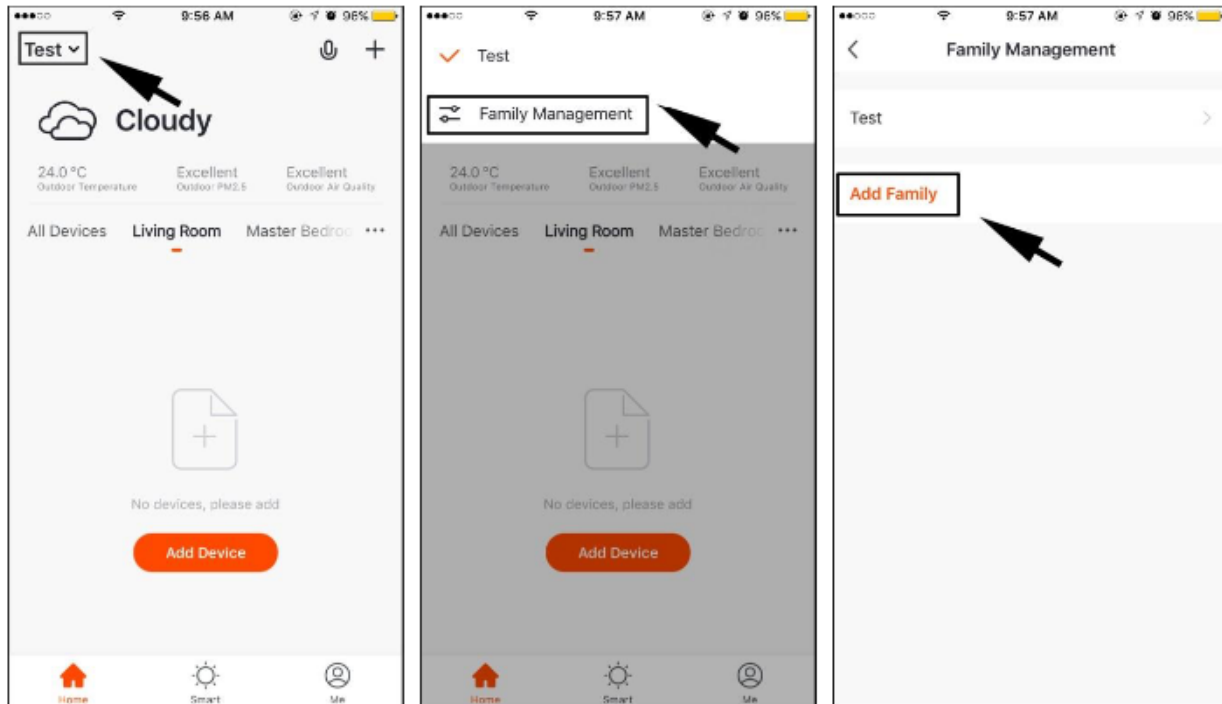 9:56 AM 96%
Test
Cloudy
24.0 °C Excellent Excellent
Outdoor Temperature Outdoor PM2.5 Outdoor Air Quality
All Devices Living Room Master Bedroo ...
No devices, please add
Add Device
Home Smart Me
9:57 AM 96%
Test
Family Management
24.0 °C Excellent Excellent
Outdoor Temperature Outdoor PM2.5 Outdoor Air Quality
All Devices Living Room Master Bedroo ...
No devices, please add
Add Device
Home Smart Me
9:57 AM 96%
Family Management
Test
Add Family